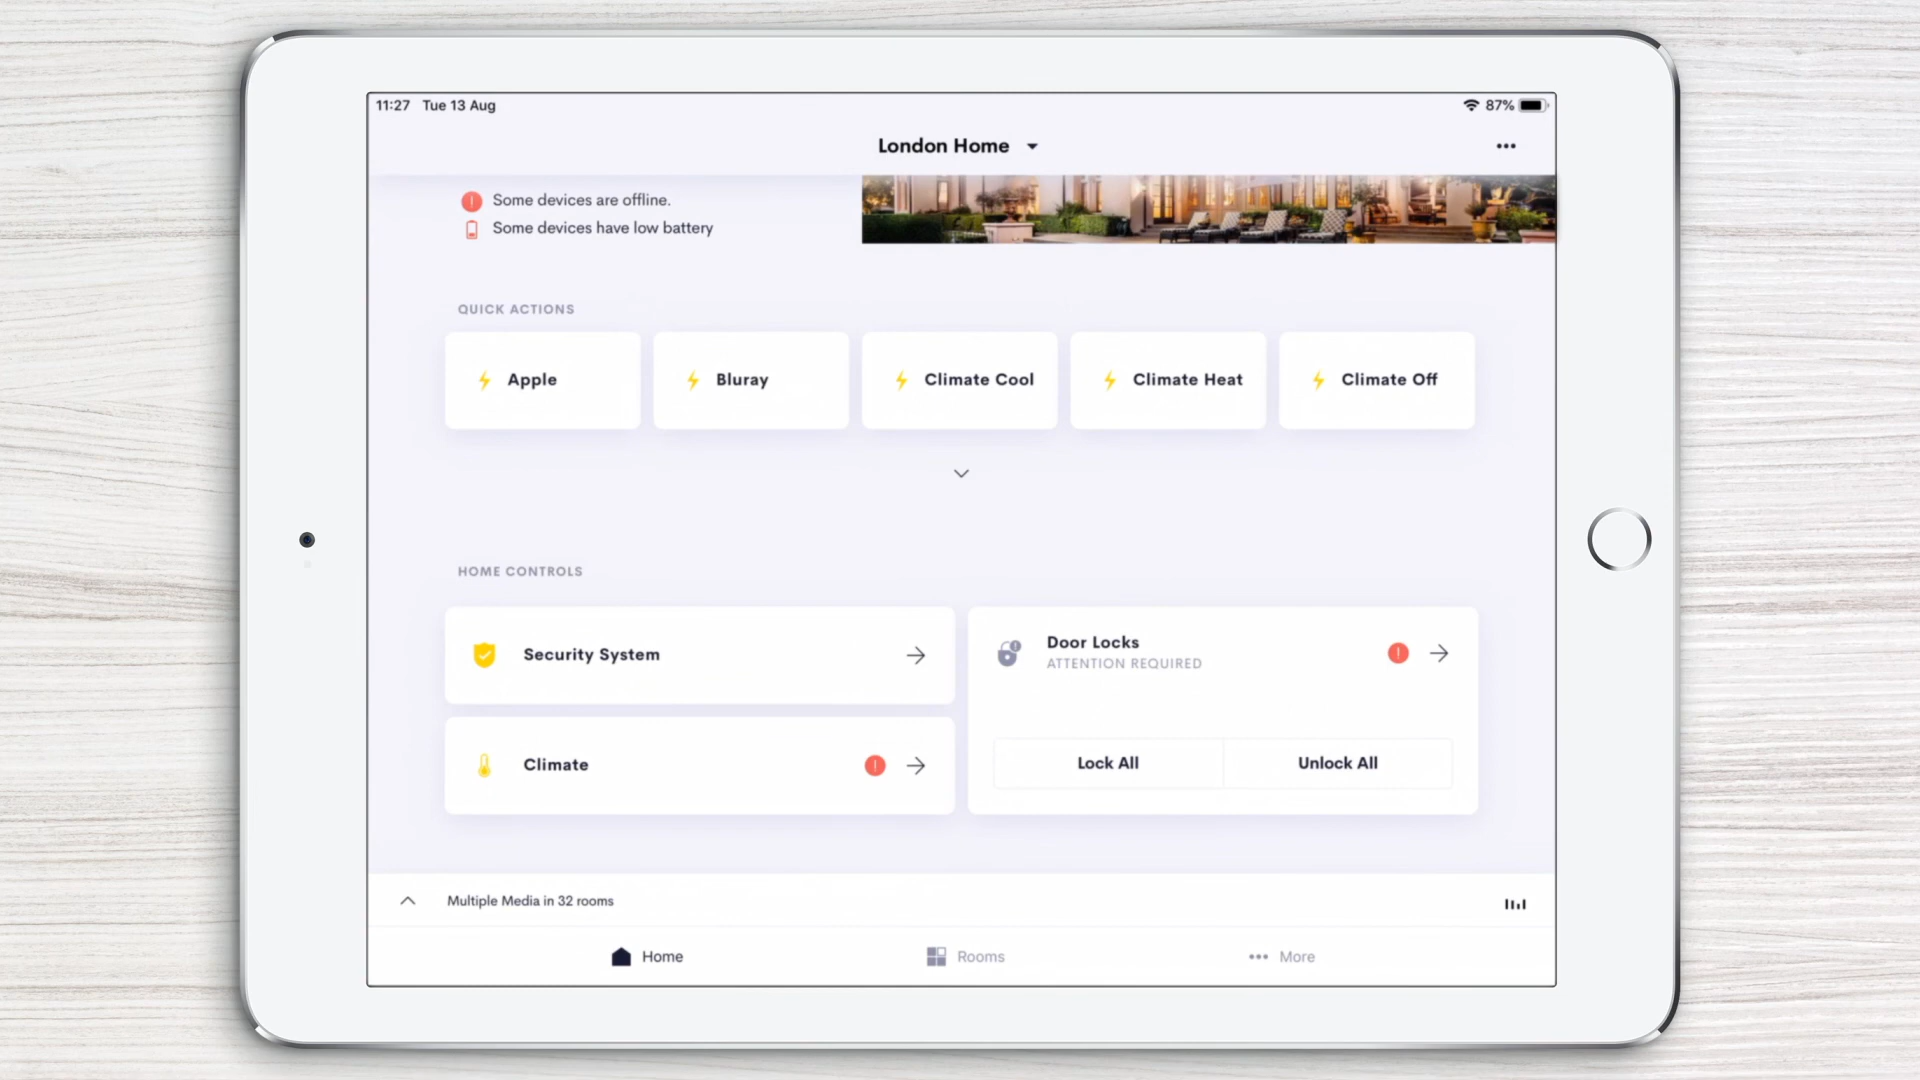 11:27 Tue 13 Aug
87%
London Home
Some devices are offline.
Some devices have low battery
QUICK ACTIONS
Apple
Bluray
Climate Cool
Climate Heat
Climate Off
HOME CONTROLS
Security System
Door Locks
ATTENTION REQUIRED
Climate
Lock All
Unlock All
Multiple Media in 32 rooms
Home
Rooms
More